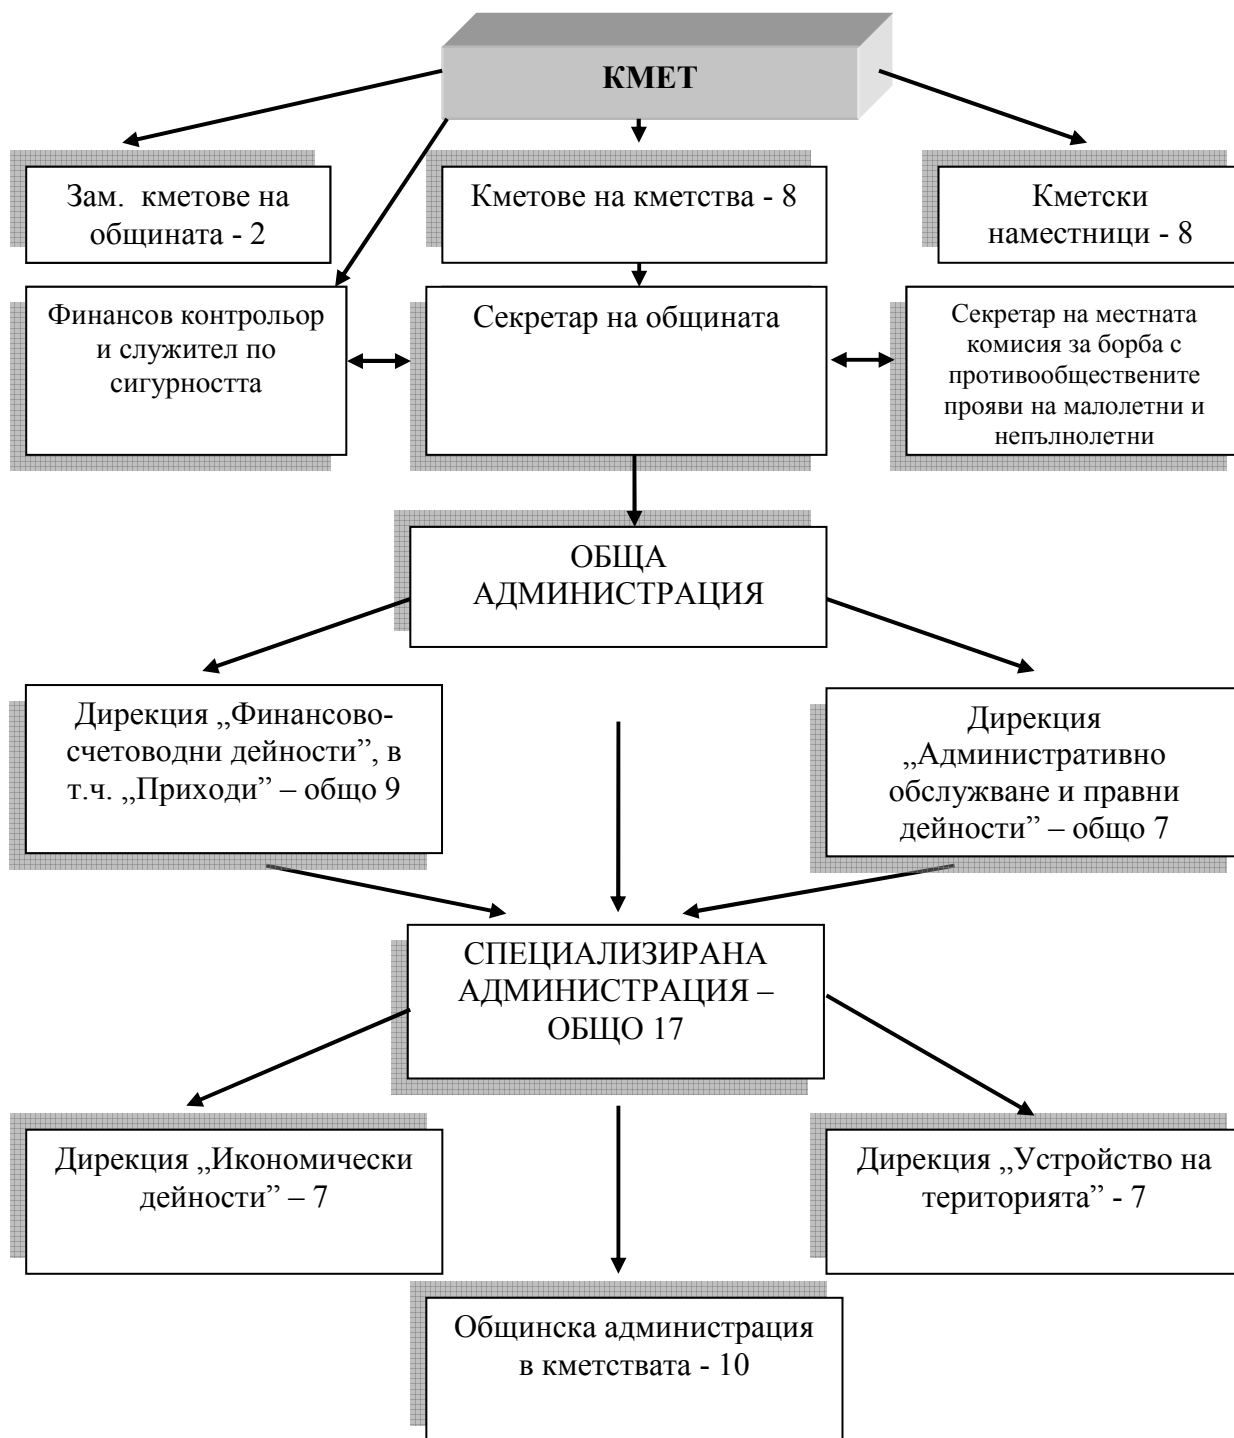 КМЕТ
Зам. кметове на
общината - 2
Кметове на кметства - 8
Кметски
наместници - 8
Финансов контрольор
и служител по
сигурността
Секретар на общината
Секретар на местната
комисия за борба с
противообществените
прояви на малолетни и
непълнолетни
ОБЩА
АДМИНИСТРАЦИЯ
Дирекция „Финансово-
счетоводни дейности”, в
т.ч. „Приходи” – общо 9
Дирекция
„Административно
обслужване и правни
дейности” – общо 7
СПЕЦИАЛИЗИРАНА
АДМИНИСТРАЦИЯ –
ОБЩО 17
Дирекция „Икономически
дейности” – 7
Дирекция „Устройство на
територията” - 7
Общинска администрация
в кметствата - 10